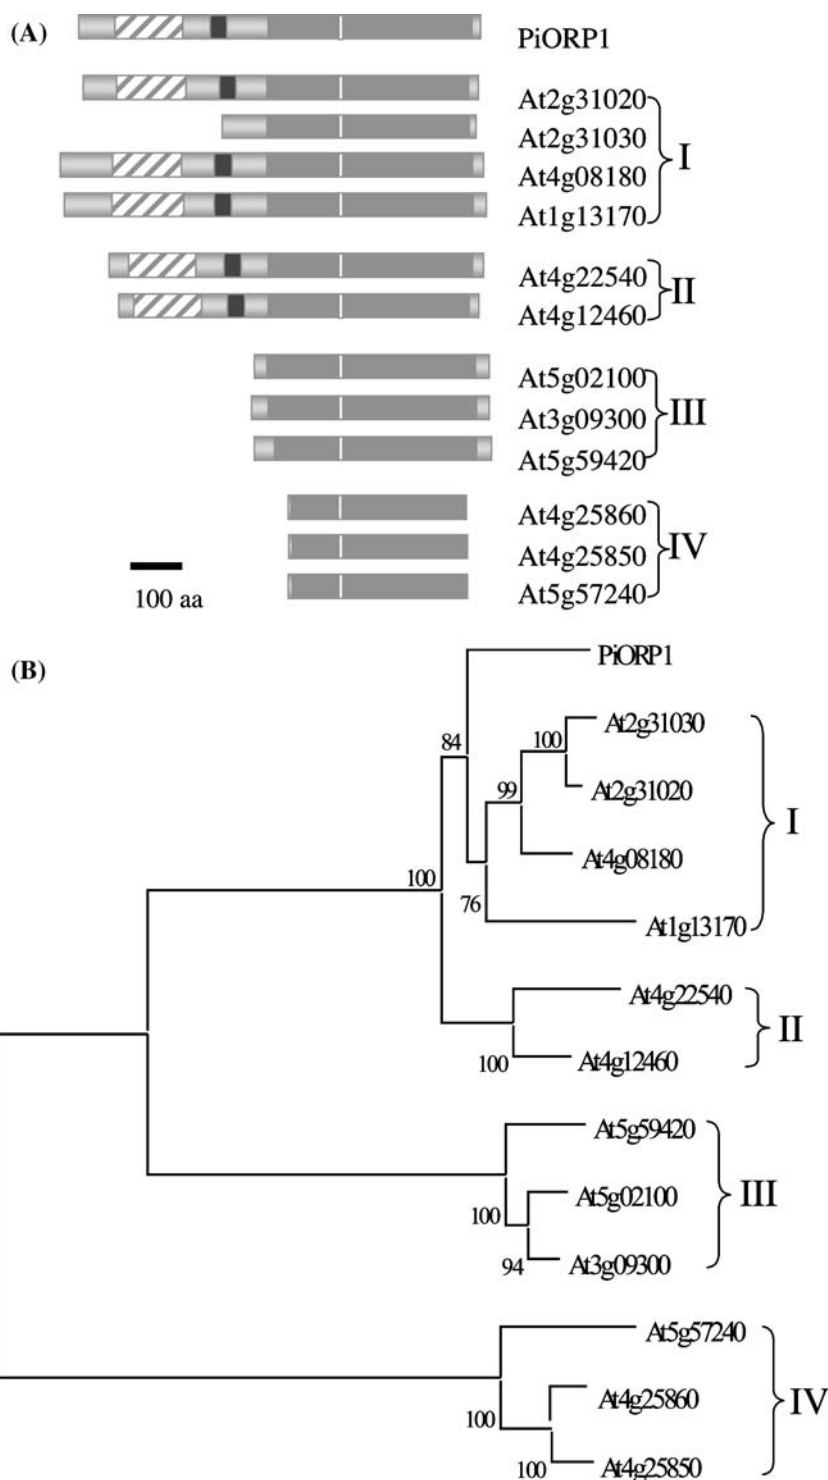 (A)
PiORP1
At2g31020
At2g31030
At4g08180
At1g13170
I
At4g22540
At4g12460
II
At5g02100
At3g09300
At5g59420
III
At4g25860
At4g25850
At5g57240
IV
100 aa
(B)
PiORP1
84
At2g31030
100
At2g31020
99
At4g08180
100
76
At1g13170
I
At4g22540
100
At4g12460
II
At5g59420
At5g02100
100
94
At3g09300
III
At5g57240
At4g25860
100
100
At4g25850
IV